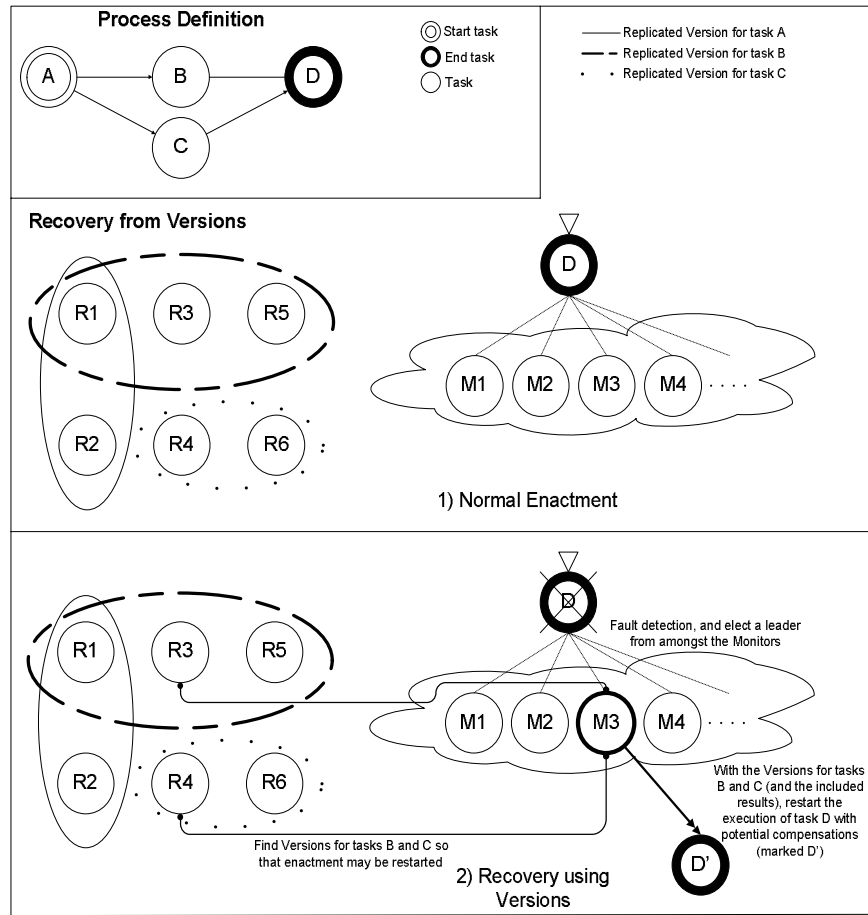 Process Definition
A
B
C
D
Start task
End task
Task
Replicated Version for task A
Replicated Version for task B
Replicated Version for task C
Recovery from Versions
R1
R3
R5
R2
R4
R6
D
M1
M2
M3
M4
. . . .
1) Normal Enactment
R1
R3
R5
R2
R4
R6
D
Fault detection, and elect a leader
from amongst the Monitors
M1
M2
M3
M4
. . . .
With the Versions for tasks
B and C (and the included
results), restart the
execution of task D with
potential compensations
(marked D’)
Find Versions for tasks B and C so
that enactment may be restarted
D’
2) Recovery using
Versions